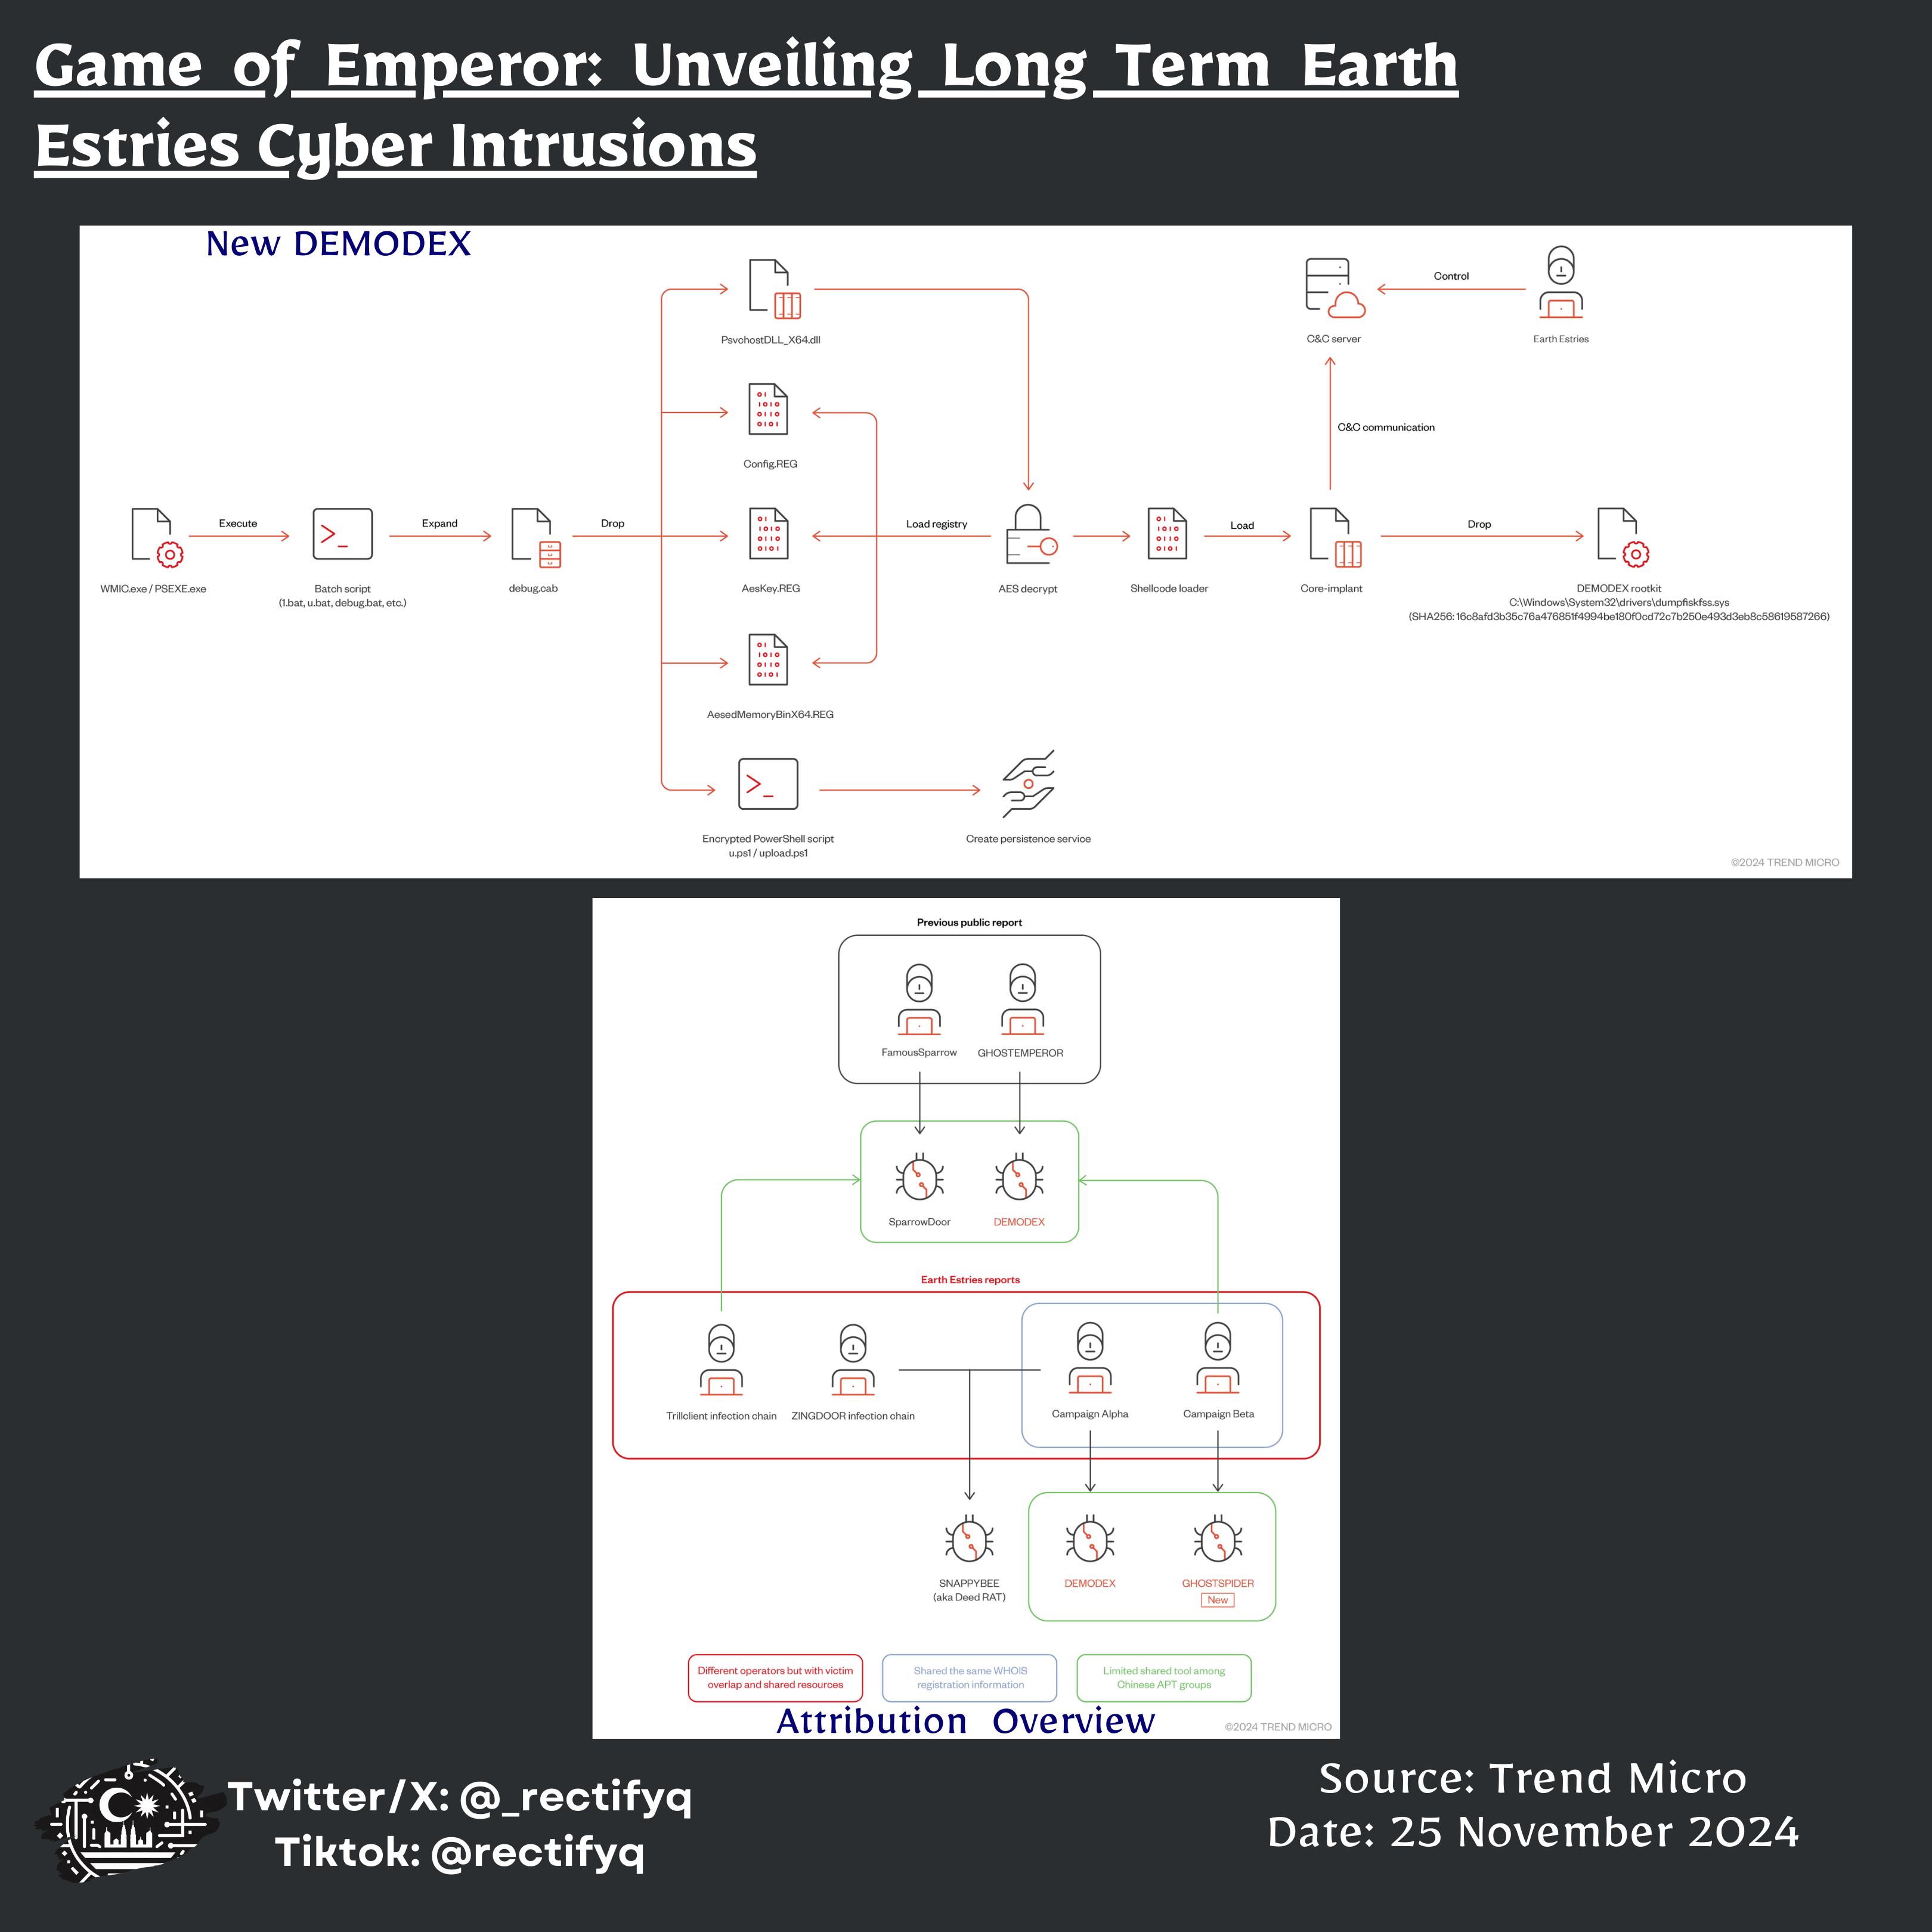 Game of Emperor: Unveiling Long Term Earth
Estries Cyber Intrusions
New DEMODEX
PsvchostDLL_X64.dll
C&C server
Control
Earth Estries
Config.REG
C&C communication
WMIC.exe / PSEXE.exe
Execute
Batch script
(1.bat, u.bat, debug.bat, etc.)
Expand
debug.cab
Drop
AesKey.REG
Load registry
AES decrypt
Shellcode loader
Load
Core-implant
Drop
DEMODEX rootkit
C:\Windows\System32\drivers\dumpfiskfss.sys
(SHA256: 16c8afd3b35c76a476851f4994be180f0cd72c7b250e493d3eb8c58619587266)
AesedMemoryBinX64.REG
Encrypted PowerShell script
u.ps1 / upload.ps1
Create persistence service
©2024 TREND MICRO
Previous public report
FamousSparrow
GHOSTEMPEROR
SparrowDoor
DEMODEX
Earth Estries reports
Trillclient infection chain
ZINGDOOR infection chain
Campaign Alpha
Campaign Beta
SNAPPYBEE
(aka Deed RAT)
DEMODEX
GHOSTSPIDER
New
Different operators but with victim
overlap and shared resources
Shared the same WHOIS
registration information
Limited shared tool among
Chinese APT groups
Attribution Overview
©2024 TREND MICRO
Twitter/X: @_rectifyq
Tiktok: @rectifyq
Source: Trend Micro
Date: 25 November 2024